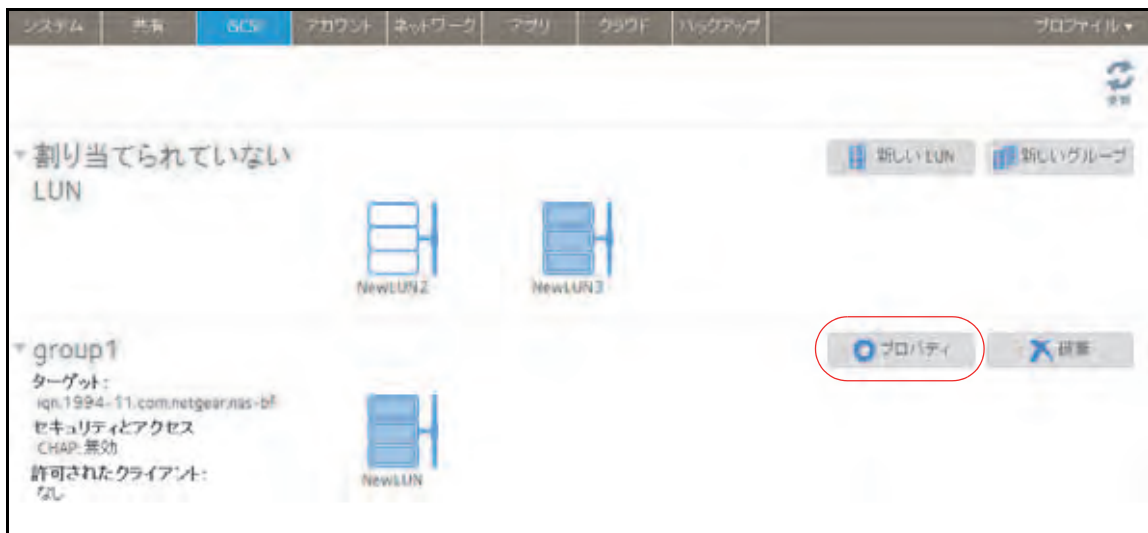 システム 共有 iSCSI アカウント ネットワーク アプリ クラウド バックアップ プロファイル ▾
更新
割り当てられていない
LUN
新しい LUN 新しいグループ
NewLUN2 NewLUN3
group1
プロパティ 破棄
ターゲット:
iqn.1994-11.com.netgear:nas-bf
セキュリティとアクセス
CHAP: 無効
許可されたクライアント:
なし
NewLUN